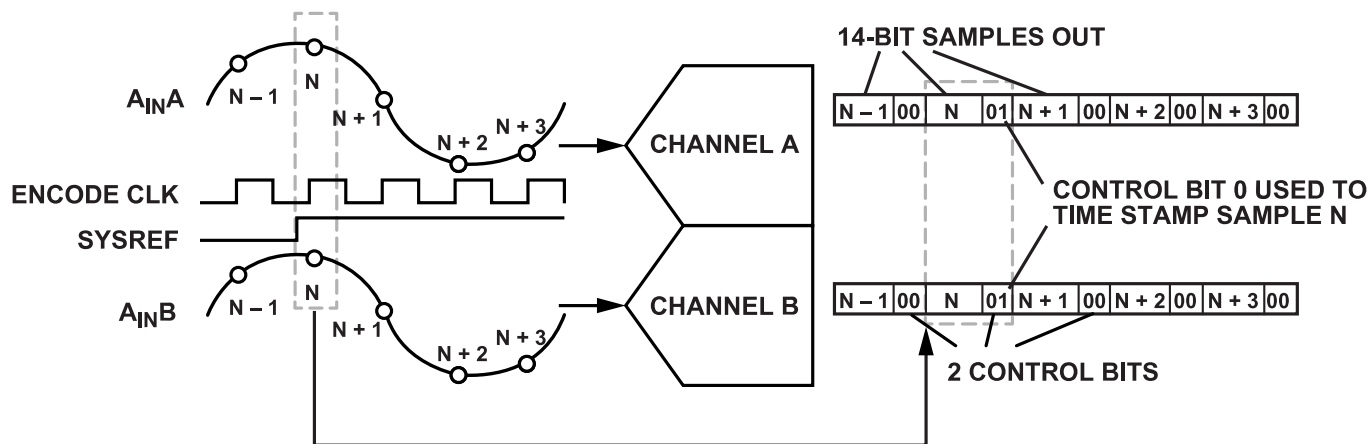 14-BIT SAMPLES OUT
AINA
N – 1
N
N + 1
N + 2
N + 3
CHANNEL A
N – 1 00 N 01 N + 1 00 N + 2 00 N + 3 00
ENCODE CLK
SYSREF
CONTROL BIT 0 USED TO
TIME STAMP SAMPLE N
AINB
N – 1
N
N + 1
N + 2
N + 3
CHANNEL B
N – 1 00 N 01 N + 1 00 N + 2 00 N + 3 00
2 CONTROL BITS